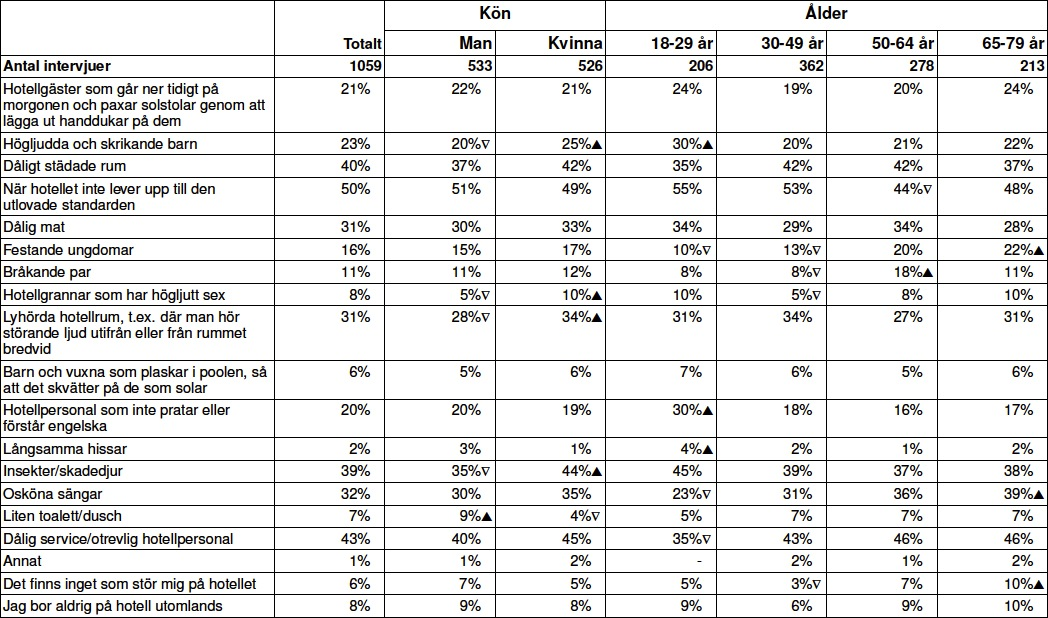 Kön Ålder
Totalt Man Kvinna 18-29 år 30-49 år 50-64 år 65-79 år
Antal intervjuer 1059 533 526 206 362 278 213
Hotellgäster som går ner tidigt på 21% 22% 21% 24% 19% 20% 24%
morgonen och paxar solstolar genom att
lägga ut handdukar på dem
Högljudda och skrikande barn 23% 20%▿ 25%▲ 30%▲ 20% 21% 22%
Dåligt städade rum 40% 37% 42% 35% 42% 42% 37%
När hotellet inte lever upp till den 50% 51% 49% 55% 53% 44%▿ 48%
utlovade standarden
Dålig mat 31% 30% 33% 34% 29% 34% 28%
Festande ungdomar 16% 15% 17% 10%▿ 13%▿ 20% 22%▲
Bråkande par 11% 11% 12% 8% 8%▿ 18%▲ 11%
Hotellgrannar som har högljutt sex 8% 5%▿ 10%▲ 10% 5%▿ 8% 10%
Lyhörda hotellrum, t.ex. där man hör 31% 28%▿ 34%▲ 31% 34% 27% 31%
störande ljud utifrån eller från rummet
bredvid
Barn och vuxna som plaskar i poolen, så 6% 5% 6% 7% 6% 5% 6%
att det skvätter på de som solar
Hotellpersonal som inte pratar eller 20% 20% 19% 30%▲ 18% 16% 17%
förstår engelska
Långsamma hissar 2% 3% 1% 4%▲ 2% 1% 2%
Insekter/skadedjur 39% 35%▿ 44%▲ 45% 39% 37% 38%
Osköna sängar 32% 30% 35% 23%▿ 31% 36% 39%▲
Liten toalett/dusch 7% 9%▲ 4%▿ 5% 7% 7% 7%
Dålig service/otrevlig hotellpersonal 43% 40% 45% 35%▿ 43% 46% 46%
Annat 1% 1% 2% - 2% 1% 2%
Det finns inget som stör mig på hotellet 6% 7% 5% 5% 3%▿ 7% 10%▲
Jag bor aldrig på hotell utomlands 8% 9% 8% 9% 6% 9% 10%